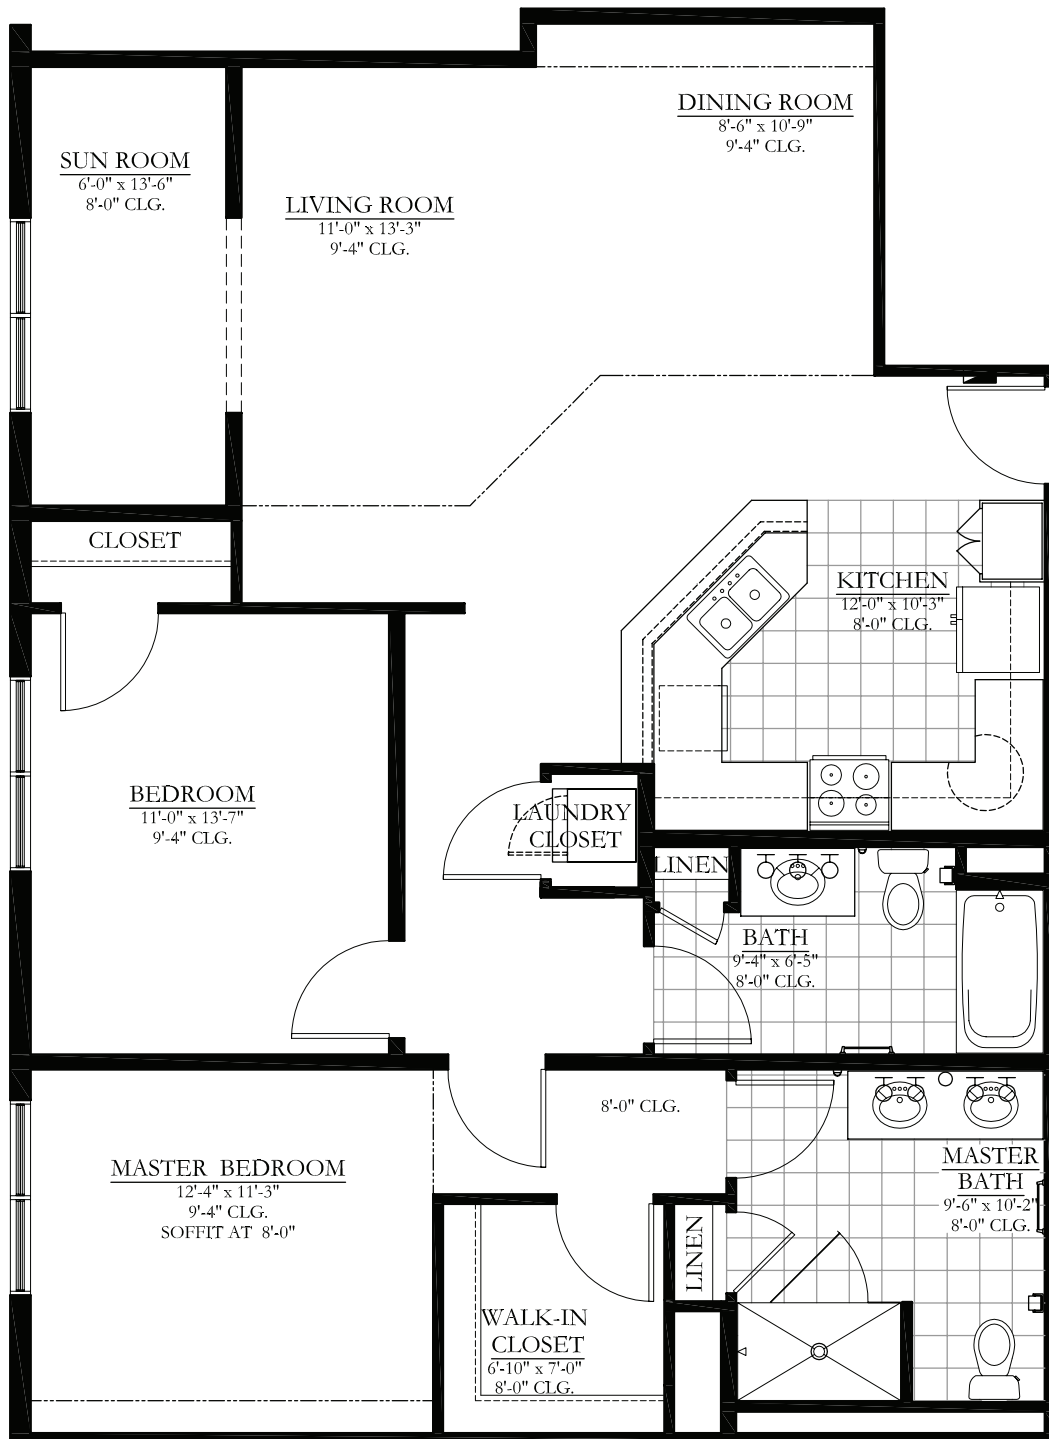 DINING ROOM
8'-6" x 10'-9"
9'-4" CLG.
SUN ROOM
6'-0" x 13'-6"
8'-0" CLG.
LIVING ROOM
11'-0" x 13'-3"
9'-4" CLG.
CLOSET
KITCHEN
12'-0" x 10'-3"
8'-0" CLG.
BEDROOM
11'-0" x 13'-7"
9'-4" CLG.
LAUNDRY
CLOSET
LINEN
BATH
9'-4" x 6'-5"
8'-0" CLG.
8'-0" CLG.
MASTER BEDROOM
12'-4" x 11'-3"
9'-4" CLG.
SOFFIT AT 8'-0"
MASTER
BATH
9'-6" x 10'-2"
8'-0" CLG.
LINEN
WALK-IN
CLOSET
6'-10" x 7'-0"
8'-0" CLG.